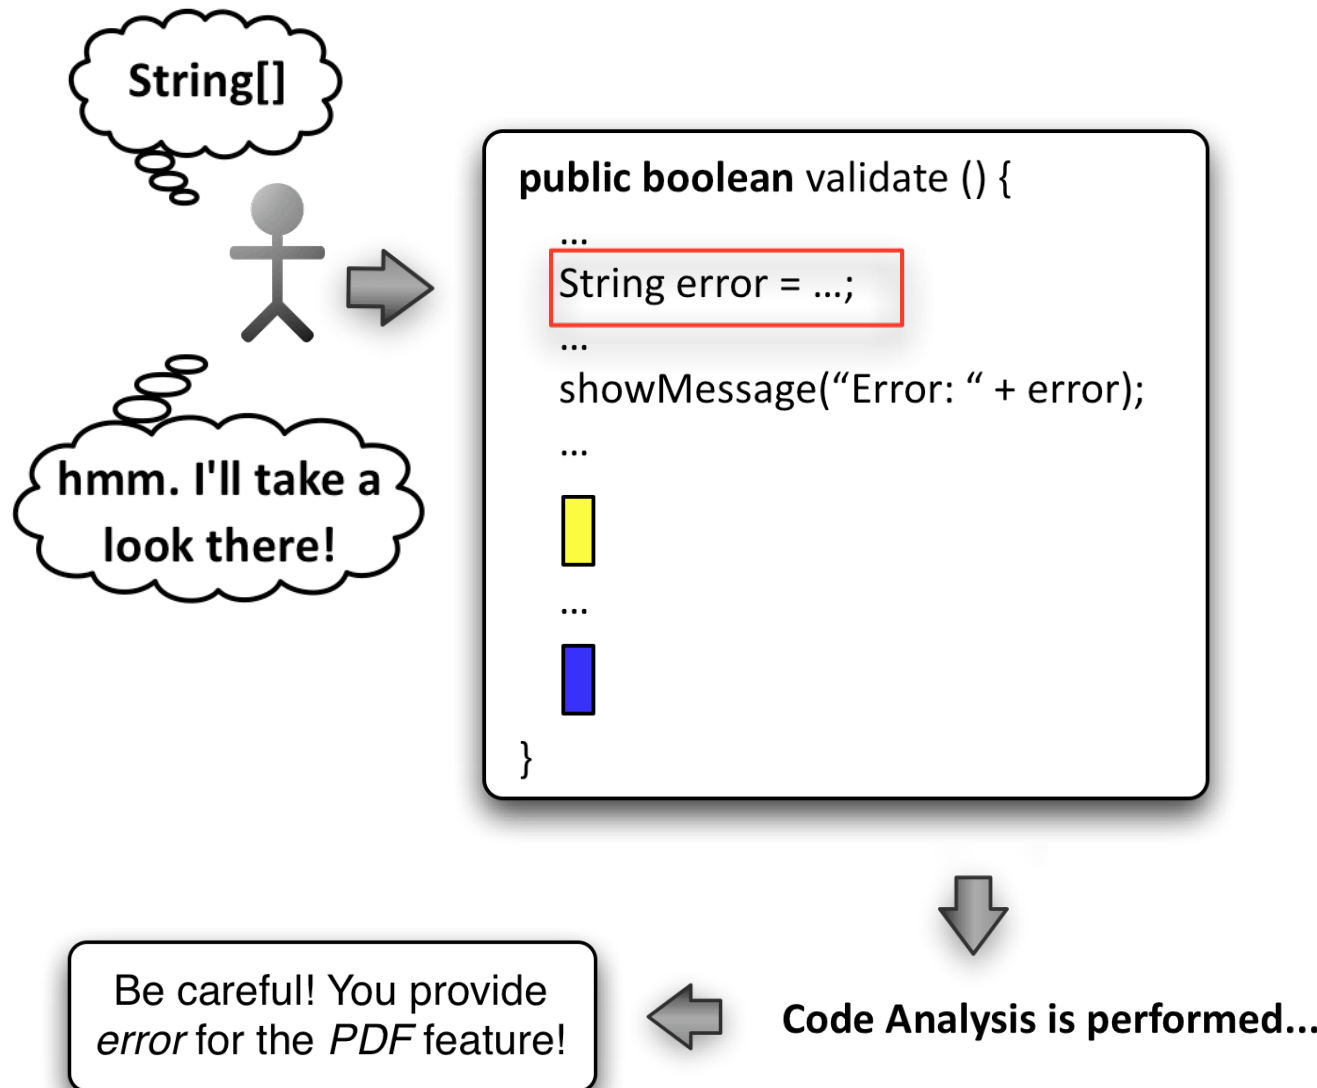 String[]
public boolean validate () {
...
String error = ...;
...
showMessage(“Error: “ + error);
...
...
}
hmm. I'll take a
look there!
Code Analysis is performed...
Be careful! You provide
error for the PDF feature!